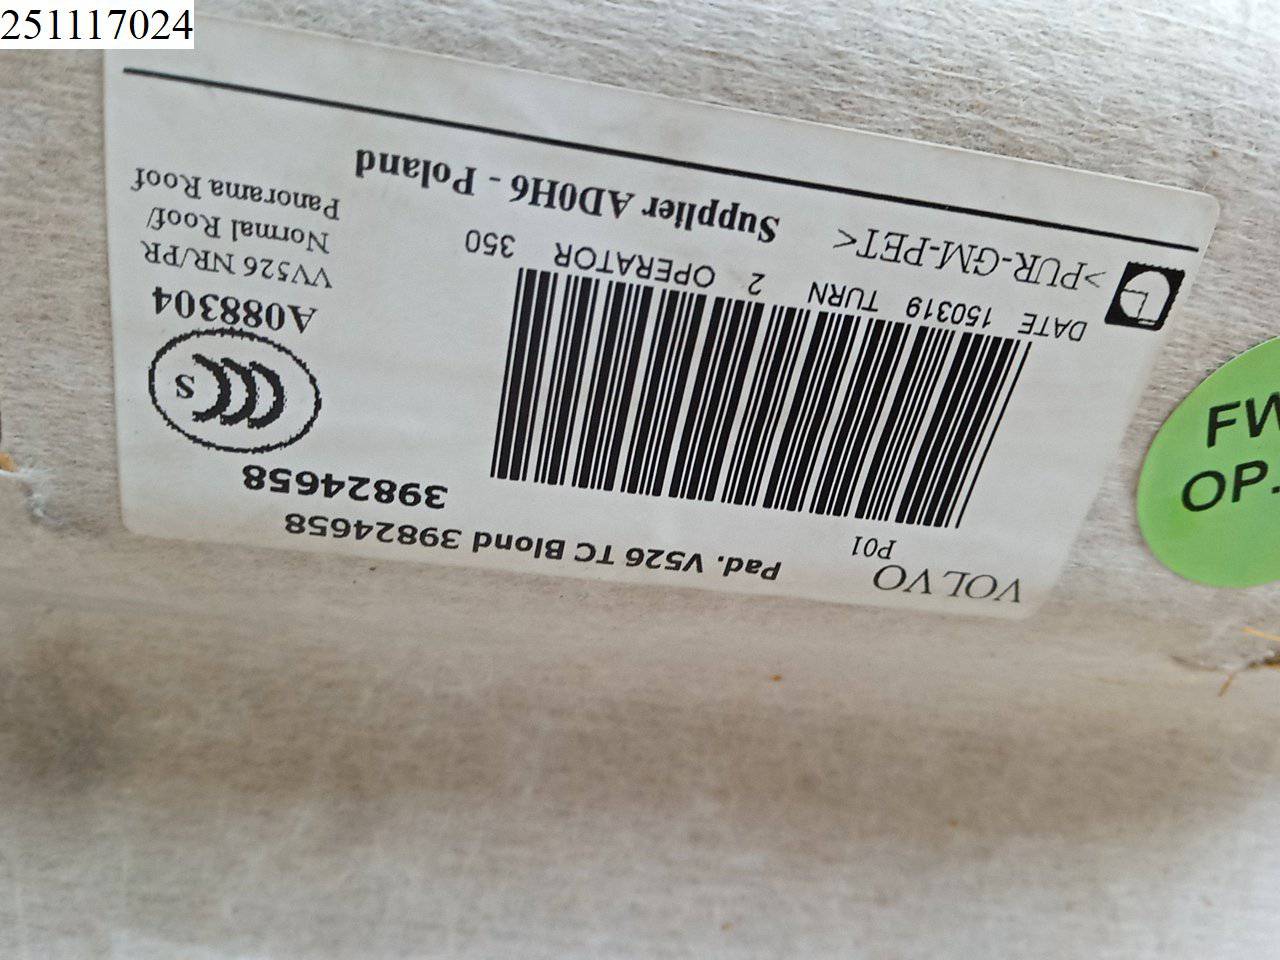 251117024
VOLVO
P01
Pad. V526 TC Blond 39824658
39824658
S
A088304
VV526 NR/PR
Normal Roof/
Panorama Roof
DATE 150319 TURN 2 OPERATOR 350
>PUR-GM-PET<
Supplier AD0H6 - Poland
FW
OP.